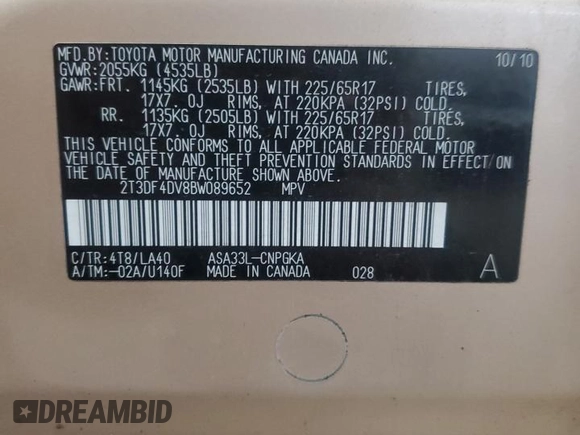 MFD.BY:TOYOTA MOTOR MANUFACTURING CANADA INC. 10/10
GVWR:2055KG (4535LB)
GAWR:FRT. 1145KG (2535LB) WITH 225/65R17 TIRES,
17X7.0J RIMS, AT 220KPA (32PSI) COLD.
RR. 1135KG (2505LB) WITH 225/65R17 TIRES,
17X7.0J RIMS, AT 220KPA (32PSI) COLD.
THIS VEHICLE CONFORMS TO ALL APPLICABLE FEDERAL MOTOR
VEHICLE SAFETY AND THEFT PREVENTION STANDARDS IN EFFECT ON
THE DATE OF MANUFACTURE SHOWN ABOVE.
2T3DF4DV8BW089652 MPV
C/TR:4T8/LA40 ASA33L-CNPGKA
A/TM:-02A/U140F MADE IN CANADA 028 A
DREAMBID